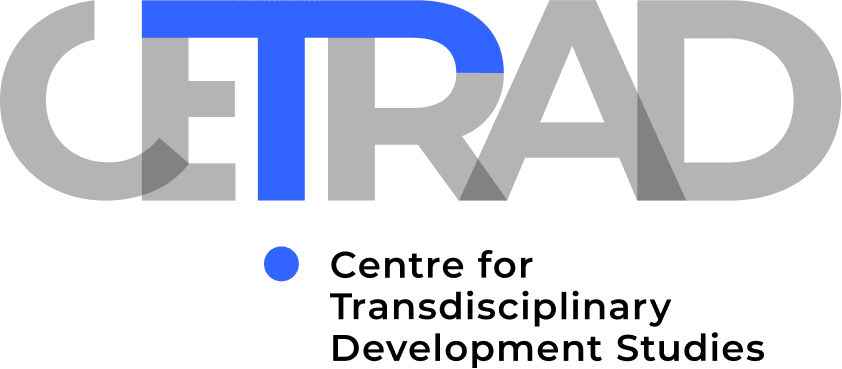 CETRAD
Centre for
Transdisciplinary
Development Studies